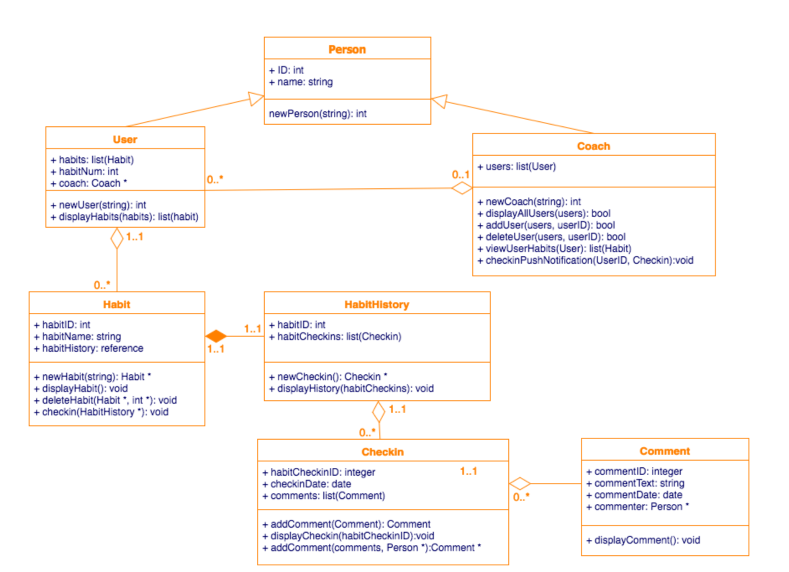 Person
+ ID: int
+ name: string
newPerson(string): int
User
+ habits: list(Habit)
+ habitNum: int
+ coach: Coach *
+ newUser(string): int
+ displayHabits(habits): list(habit)
Coach
+ users: list(User)
+ newCoach(string): int
+ displayAllUsers(users): bool
+ addUser(users, userID): bool
+ deleteUser(users, userID): bool
+ viewUserHabits(User): list(Habit)
+ checkinPushNotification(UserID, Checkin):void
0..*
0..1
1..1
0..*
Habit
+ habitID: int
+ habitName: string
+ habitHistory: reference
+ newHabit(string): Habit *
+ displayHabit(): void
+ deleteHabit(Habit *, int *): void
+ checkin(HabitHistory *): void
1..1
1..1
HabitHistory
+ habitID: int
+ habitCheckins: list(Checkin)
+ newCheckin(): Checkin *
+ displayHistory(habitCheckins): void
1..1
0..*
Checkin
+ habitCheckinID: integer
+ checkinDate: date
+ comments: list(Comment)
+ addComment(Comment): Comment
+ displayCheckin(habitCheckinID):void
+ addComment(comments, Person *):Comment *
1..1
0..*
Comment
+ commentID: integer
+ commentText: string
+ commentDate: date
+ commenter: Person *
+ displayComment(): void